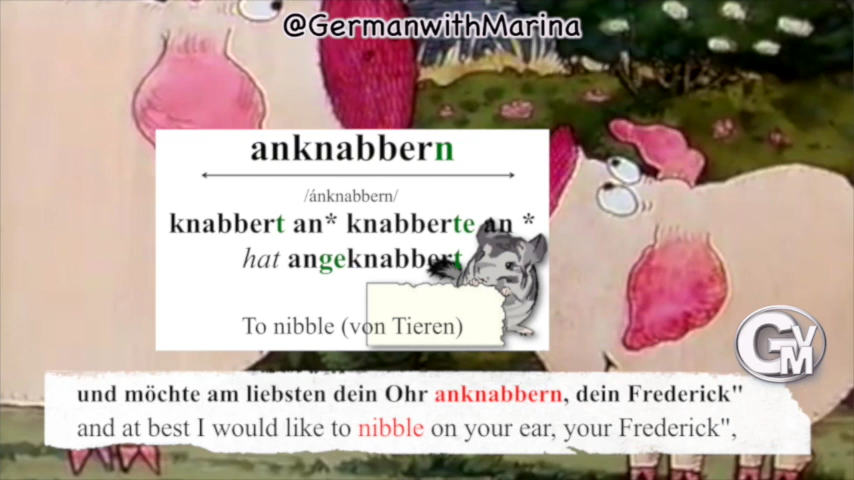 @GermanwithMarina
anknabbern
/ánknabbern/
knabbert an* knabberte an *
hat angeknabbert
To nibble (von Tieren)
GVM
und möchte am liebsten dein Ohr anknabbern, dein Frederick"
and at best I would like to nibble on your ear, your Frederick",